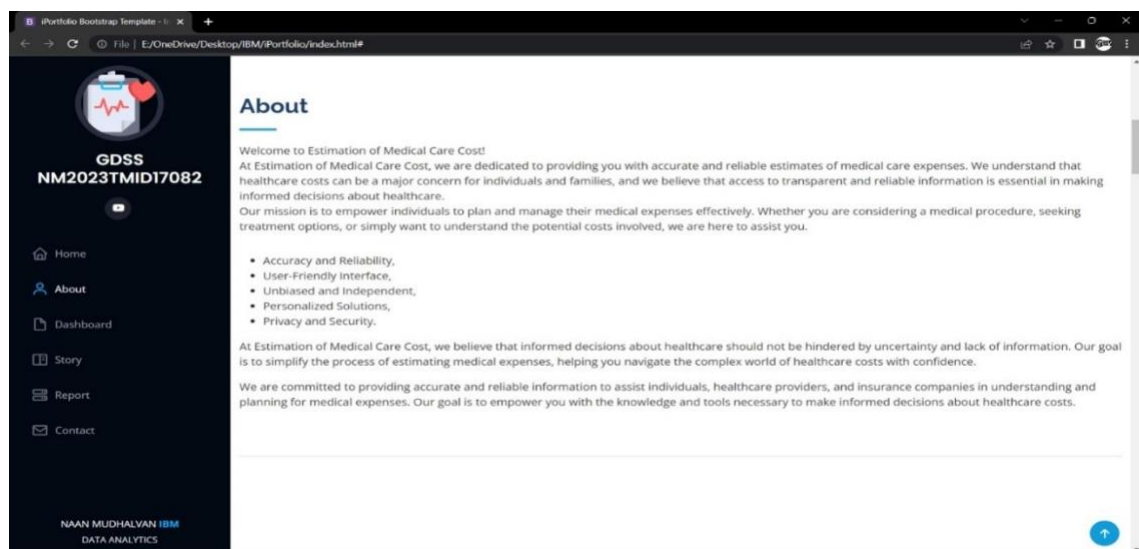 iPortfolio Bootstrap Template - In
File | E:/OneDrive/Desktop/IBM/iPortfolio/index.html#
GDSS
NM2023TMID17082
Home
About
Dashboard
Story
Report
Contact
NAAN MUDHALVAN IBM
DATA ANALYTICS
About
Welcome to Estimation of Medical Care Cost!
At Estimation of Medical Care Cost, we are dedicated to providing you with accurate and reliable estimates of medical care expenses. We understand that
healthcare costs can be a major concern for individuals and families, and we believe that access to transparent and reliable information is essential in making
informed decisions about healthcare.
Our mission is to empower individuals to plan and manage their medical expenses effectively. Whether you are considering a medical procedure, seeking
treatment options, or simply want to understand the potential costs involved, we are here to assist you.
• Accuracy and Reliability,
• User-Friendly Interface,
• Unbiased and Independent,
• Personalized Solutions,
• Privacy and Security.
At Estimation of Medical Care Cost, we believe that informed decisions about healthcare should not be hindered by uncertainty and lack of information. Our goal
is to simplify the process of estimating medical expenses, helping you navigate the complex world of healthcare costs with confidence.
We are committed to providing accurate and reliable information to assist individuals, healthcare providers, and insurance companies in understanding and
planning for medical expenses. Our goal is to empower you with the knowledge and tools necessary to make informed decisions about healthcare costs.